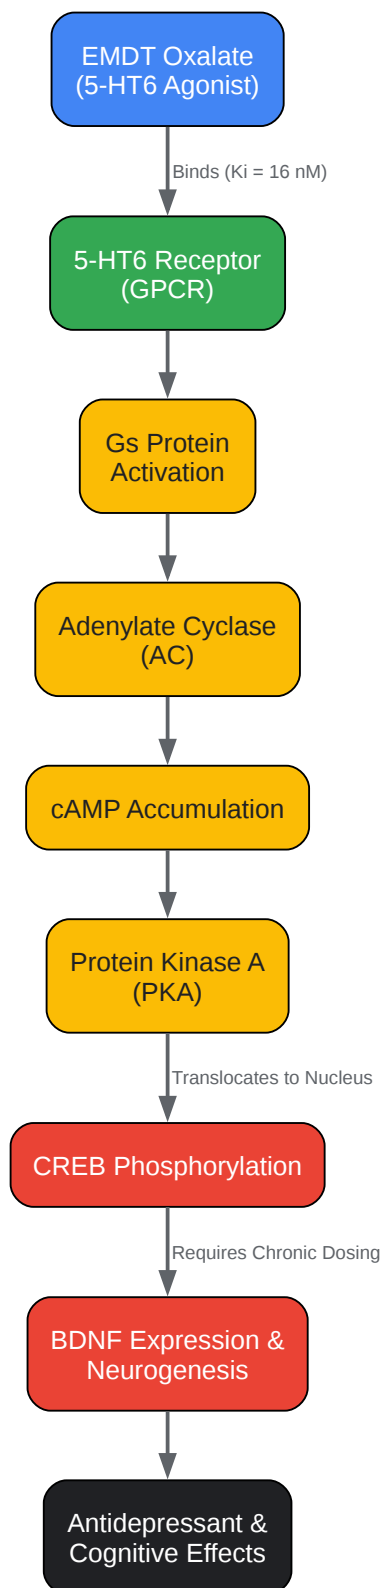 EMDT Oxalate
(5-HT6 Agonist)
Binds (Ki = 16 nM)
5-HT6 Receptor
(GPCR)
Gs Protein
Activation
Adenylate Cyclase
(AC)
cAMP Accumulation
Protein Kinase A
(PKA)
Translocates to Nucleus
CREB Phosphorylation
Requires Chronic Dosing
BDNF Expression &
Neurogenesis
Antidepressant &
Cognitive Effects